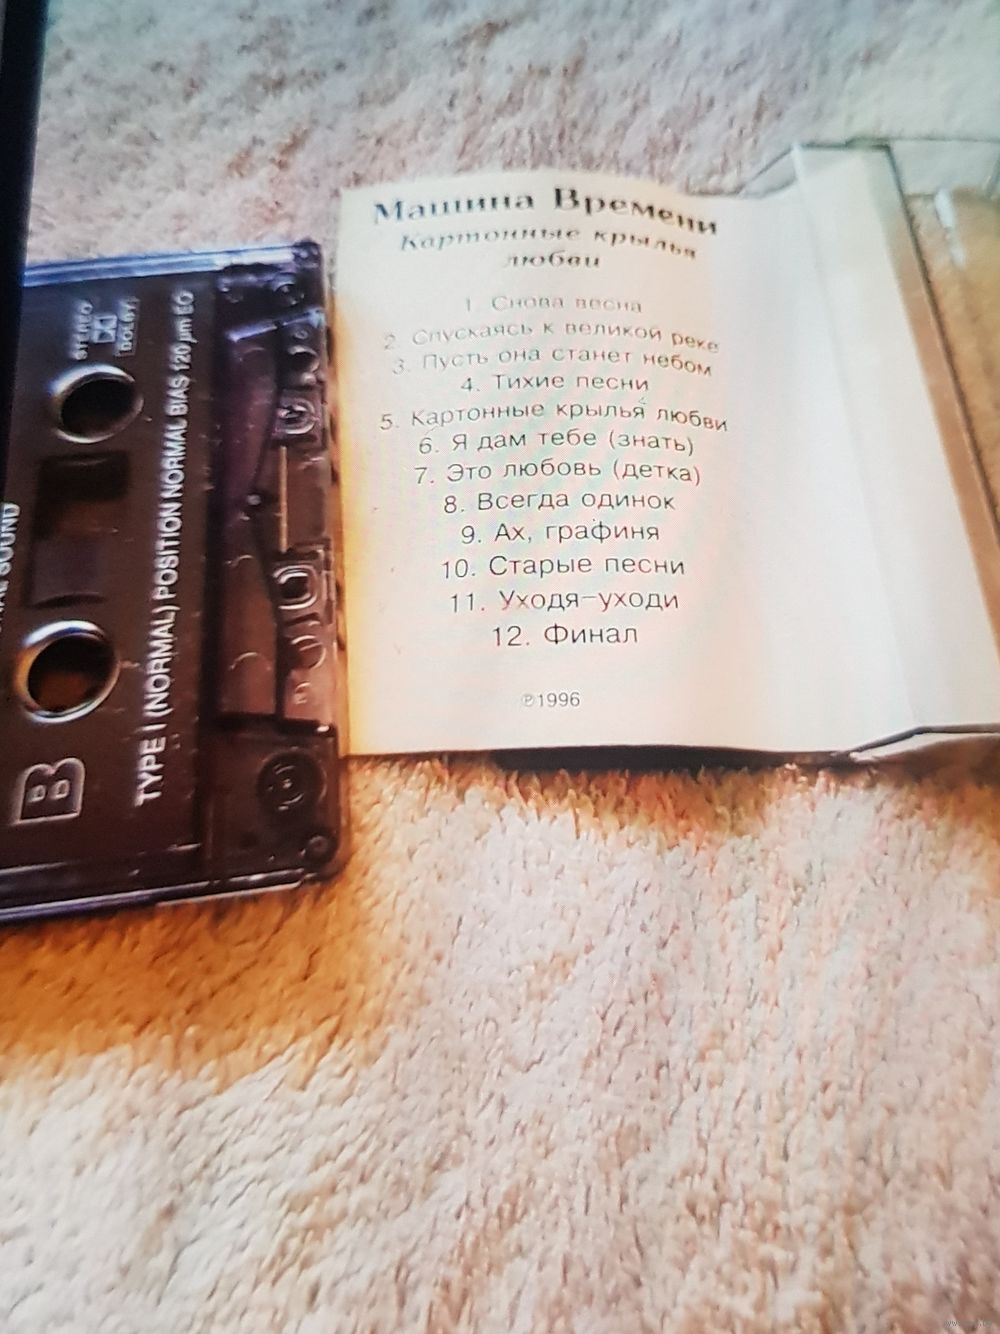 Машина Времени
Картонные крылья
любви
1. Снова весна
2. Спускаясь к великой реке
3. Пусть она станет небом
4. Тихие песни
5. Картонные крылья любви
6. Я дам тебе (знать)
7. Это любовь (детка)
8. Всегда одинок
9. Ах, графиня
10. Старые песни
11. Уходя-уходи
12. Финал
℗1996
STEREO
DOLBY
TYPE I (NORMAL) POSITION NORMAL BIAS 120 µm EQ
B
SOUND